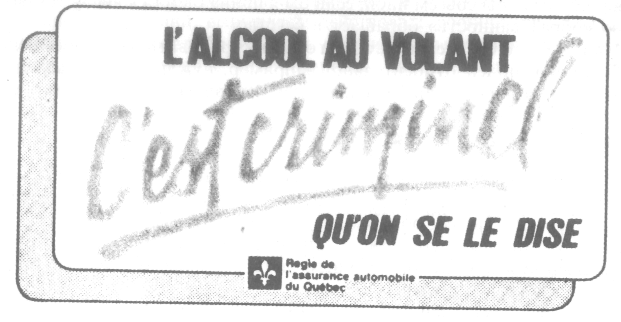 L'ALCOOL AU VOLANT
C'est criminel
QU'ON SE LE DISE
Régie de
l'assurance automobile
du Québec